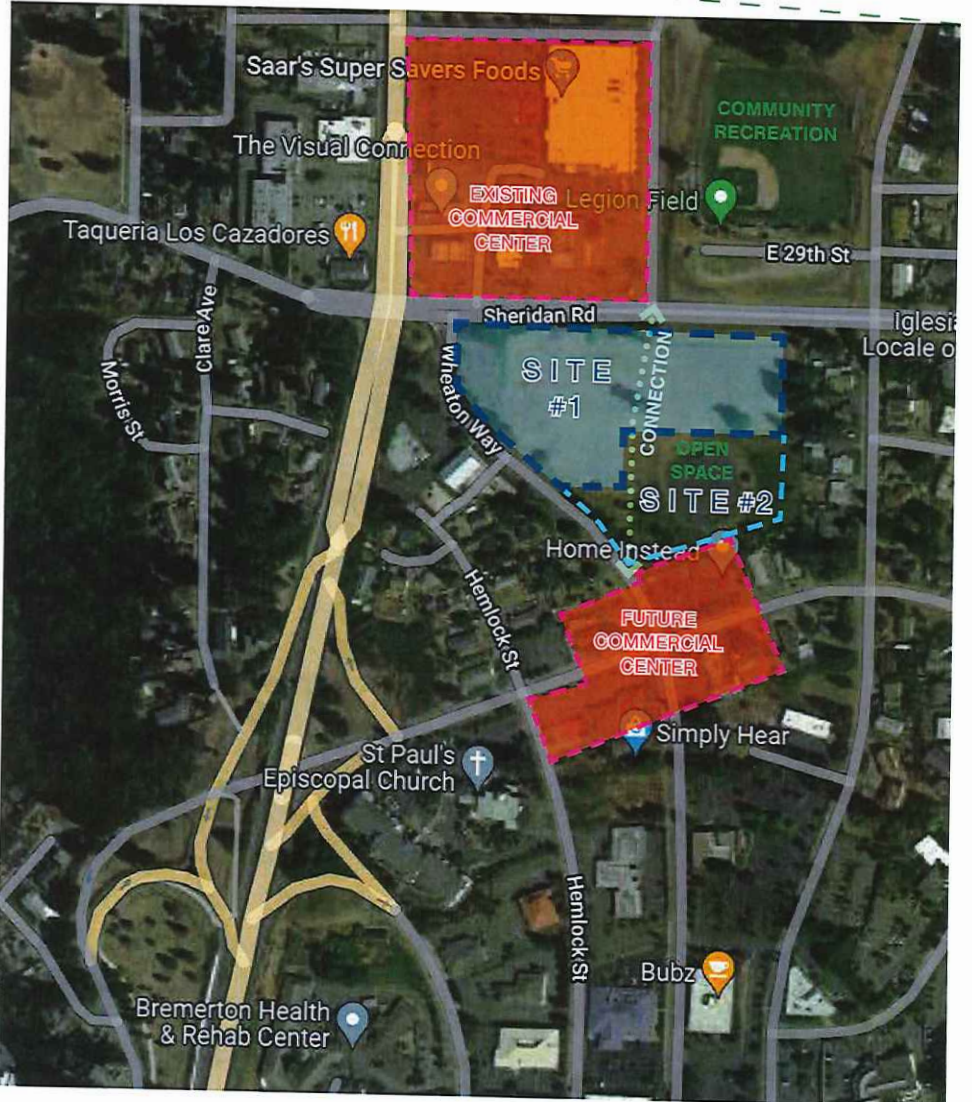 Saar's Super Savers Foods
COMMUNITY
RECREATION
The Visual Connection
EXISTING
COMMERCIAL
CENTER
Legion Field
Taqueria Los Cazadores
E 29th St
Sheridan Rd
Iglesi
Locale o
Clare Ave
Morris St
Wheaton Way
SITE
#1
CONNECTION
OPEN
SPACE
SITE #2
Home Instead
Hemlock St
FUTURE
COMMERCIAL
CENTER
Simply Hear
St Paul's
Episcopal Church
Hemlock St
Bubz
Bremerton Health
& Rehab Center